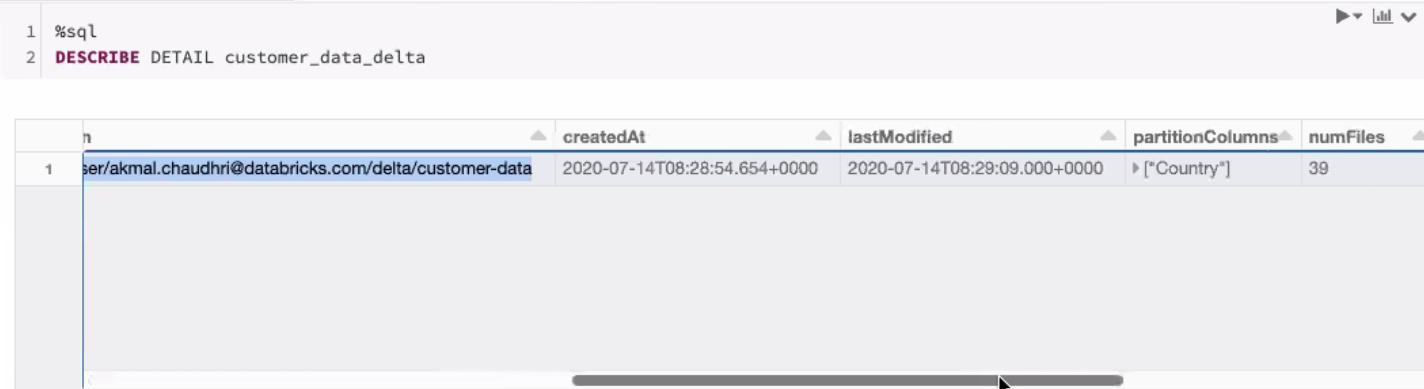 1 %sql
2 DESCRIBE DETAIL customer_data_delta
n createdAt lastModified partitionColumns numFiles
1 ser/akmal.chaudhri@databricks.com/delta/customer-data 2020-07-14T08:28:54.654+0000 2020-07-14T08:29:09.000+0000 ["Country"] 39